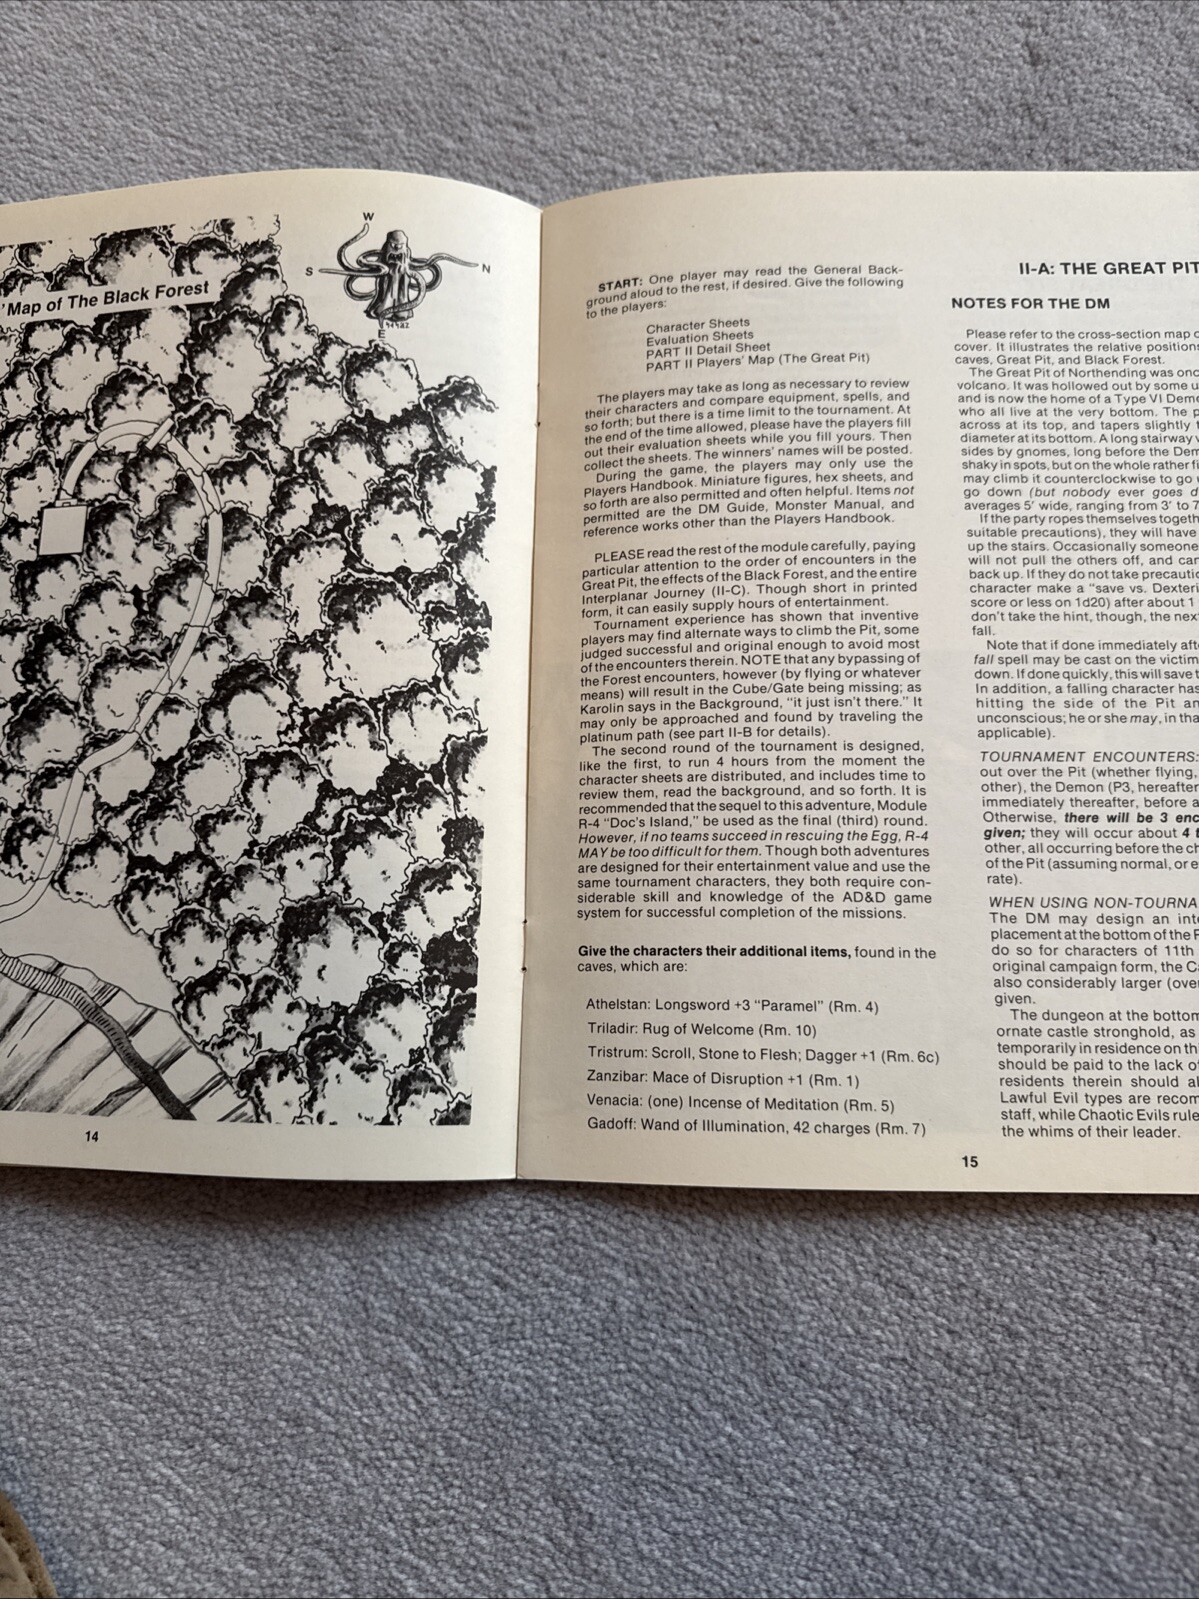 ' Map of The Black Forest
W
S
N
E
14
START: One player may read the General Back-
ground aloud to the rest, if desired. Give the following
to the players:
Character Sheets
Evaluation Sheets
PART II Detail Sheet
PART II Players' Map (The Great Pit)
The players may take as long as necessary to review
their characters and compare equipment, spells, and
so forth; but there is a time limit to the tournament. At
the end of the time allowed, please have the players fill
out their evaluation sheets while you fill yours. Then
collect the sheets. The winners' names will be posted.
During the game, the players may only use the
Players Handbook. Miniature figures, hex sheets, and
so forth are also permitted and often helpful. Items not
permitted are the DM Guide, Monster Manual, and
reference works other than the Players Handbook.
PLEASE read the rest of the module carefully, paying
particular attention to the order of encounters in the
Great Pit, the effects of the Black Forest, and the entire
Interplanar Journey (II-C). Though short in printed
form, it can easily supply hours of entertainment.
Tournament experience has shown that inventive
players may find alternate ways to climb the Pit, some
judged successful and original enough to avoid most
of the encounters therein. NOTE that any bypassing of
the Forest encounters, however (by flying or whatever
means) will result in the Cube/Gate being missing; as
Karolin says in the Background, "it just isn't there." It
may only be approached and found by traveling the
platinum path (see part II-B for details).
The second round of the tournament is designed,
like the first, to run 4 hours from the moment the
character sheets are distributed, and includes time to
review them, read the background, and so forth. It is
recommended that the sequel to this adventure, Module
R-4 "Doc's Island," be used as the final (third) round.
However, if no teams succeed in rescuing the Egg, R-4
MAY be too difficult for them. Though both adventures
are designed for their entertainment value and use the
same tournament characters, they both require con-
siderable skill and knowledge of the AD&D game
system for successful completion of the missions.
Give the characters their additional items, found in the
caves, which are:
Athelstan: Longsword +3 "Paramel" (Rm. 4)
Triladir: Rug of Welcome (Rm. 10)
Tristrum: Scroll, Stone to Flesh; Dagger +1 (Rm. 6c)
Zanzibar: Mace of Disruption +1 (Rm. 1)
Venacia: (one) Incense of Meditation (Rm. 5)
Gadoff: Wand of Illumination, 42 charges (Rm. 7)
II-A: THE GREAT PIT
NOTES FOR THE DM
Please refer to the cross-section map
cover. It illustrates the relative positions
caves, Great Pit, and Black Forest.
The Great Pit of Northending was
volcano. It was hollowed out by some
and is now the home of a Type VI
who all live at the very bottom. The
across at its top, and tapers slightly
diameter at its bottom. A long stairway
sides by gnomes, long before the
shaky in spots, but on the whole rather
may climb it counterclockwise to go
go down (but nobody ever goes
averages 5' wide, ranging from 3' to
If the party ropes themselves
suitable precautions), they will have
up the stairs. Occasionally someone
will not pull the others off, and
back up. If they do not take
character make a "save vs.
score or less on 1d20) after about 1
don't take the hint, though, the
fall.
Note that if done immediately
fall spell may be cast on the victim
down. If done quickly, this will save
In addition, a falling character has
hitting the side of the Pit
unconscious; he or she may, in
applicable).
TOURNAMENT ENCOUNTERS:
out over the Pit (whether flying,
other), the Demon (P3, hereafter
immediately thereafter, before
Otherwise, there will be 3
given; they will occur about 4
other, all occurring before the
of the Pit (assuming normal, or
rate).
WHEN USING
The DM may design an
placement at the bottom of the
do so for characters of 11th
original campaign form, the
also considerably larger
given.
The dungeon at the bottom
ornate castle stronghold, as
temporarily in residence on
should be paid to the lack of
residents therein should
Lawful Evil types are
staff, while Chaotic Evils rule
the whims of their leader.
15